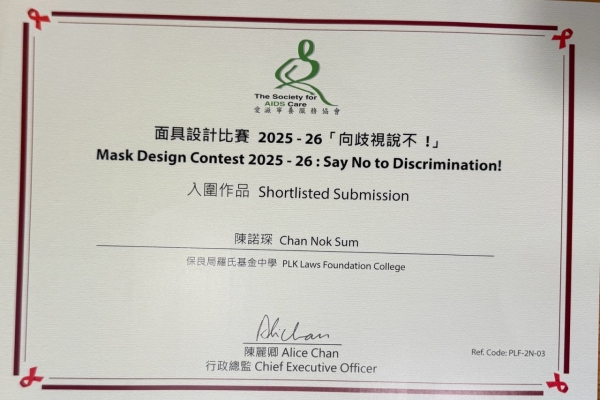 The Society for
AIDS Care
愛滋寧養服務協會
面具設計比賽 2025 - 26「向歧視說不 !」
Mask Design Contest 2025 - 26 : Say No to Discrimination!
入圍作品 Shortlisted Submission
陳諾琛 Chan Nok Sum
保良局羅氏基金中學 PLK Laws Foundation College
Alichan
陳麗卿 Alice Chan
行政總監 Chief Executive Officer
Ref. Code: PLF-2N-03